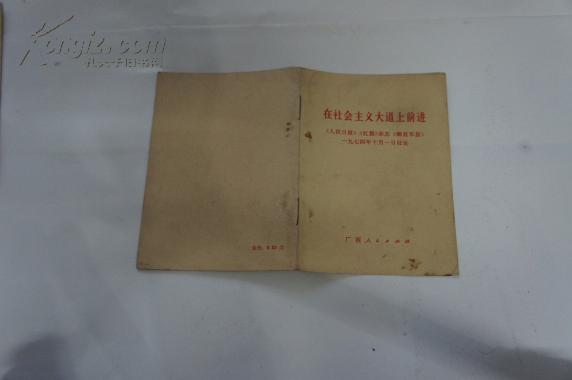 Kongfz.com
孔夫子旧书网
在社会主义大道上前进
《人民日报》《红旗》杂志《解放军报》
一九七四年十月一日社论
广西人民出版社